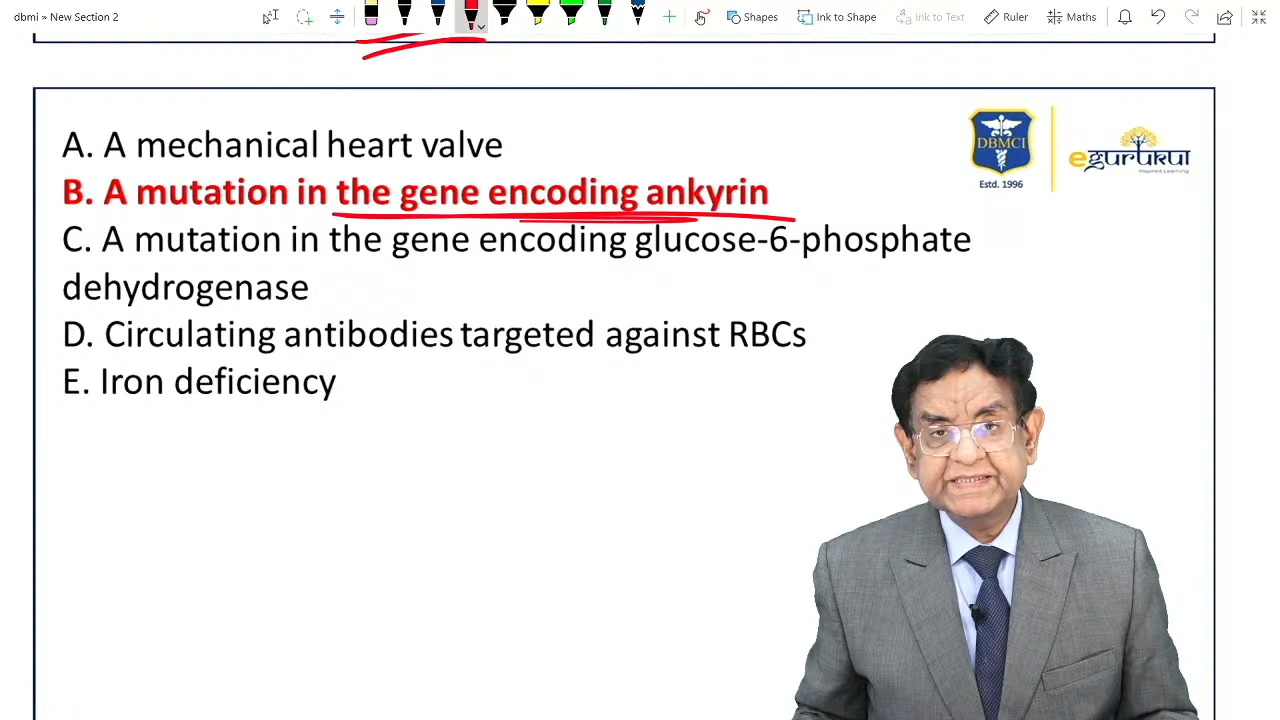 dbmi » New Section 2
Shapes
Ink to Shape
Ink to Text
Ruler
Maths
A. A mechanical heart valve
B. A mutation in the gene encoding ankyrin
C. A mutation in the gene encoding glucose-6-phosphate
dehydrogenase
D. Circulating antibodies targeted against RBCs
E. Iron deficiency
DBMCI
Estd. 1996
egurukul
Inspired Learning